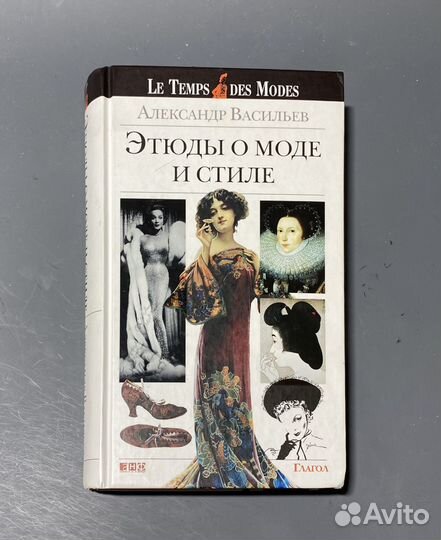 Le Temps des Modes
Александр Васильев
Этюды о моде
и стиле
Глагол
Avito